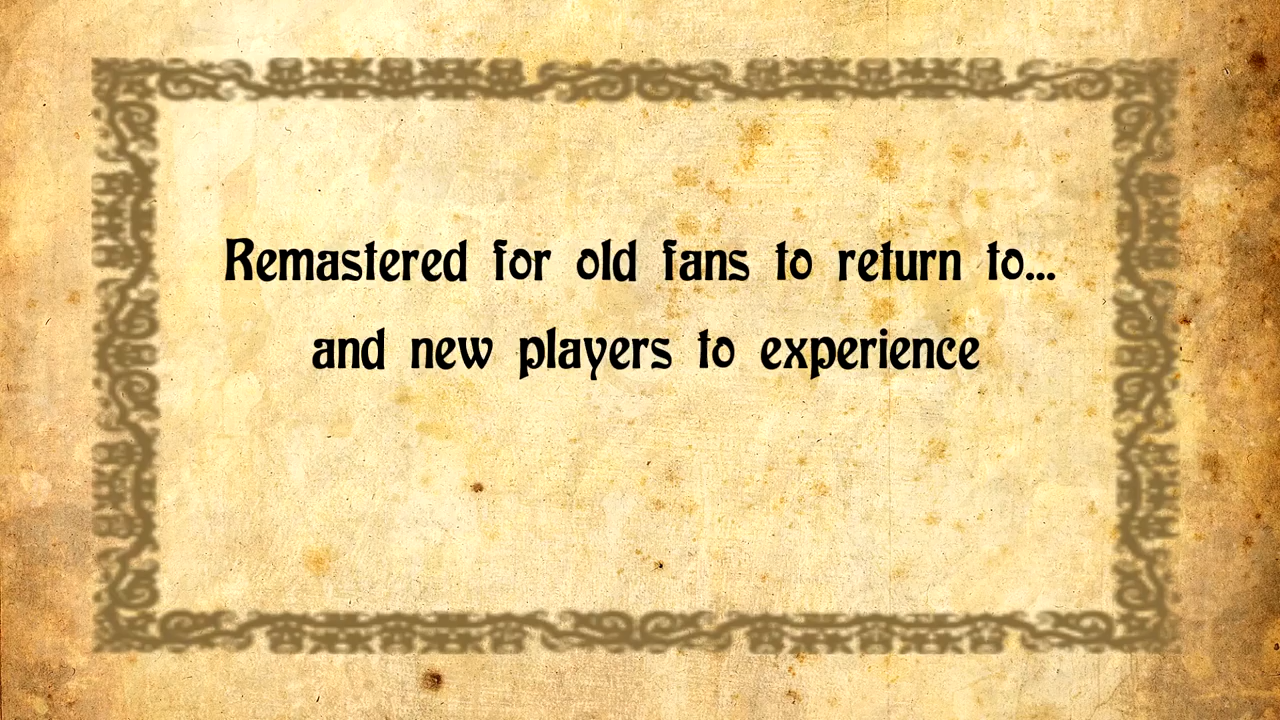 Remastered for old fans to return to...
and new players to experience